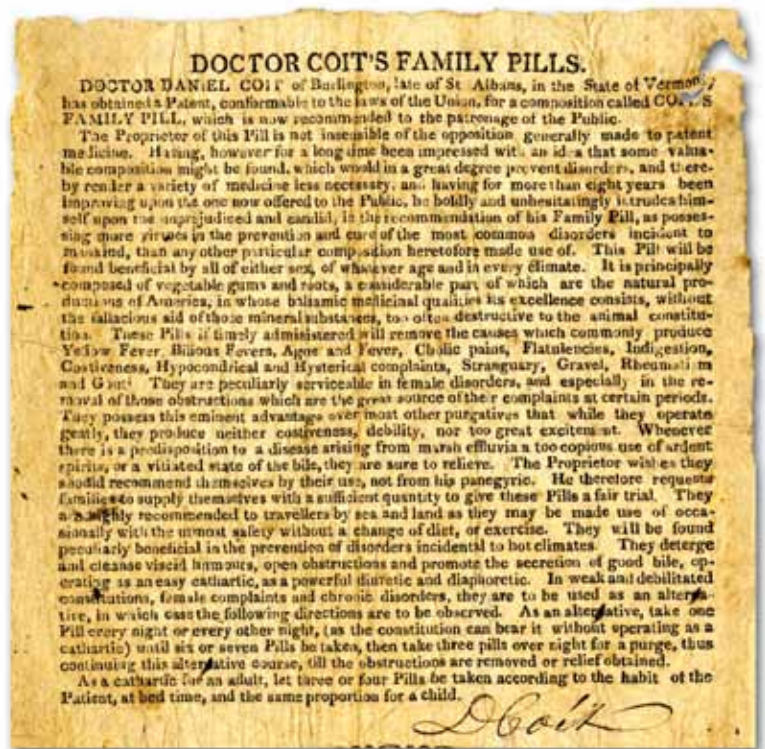 DOCTOR COIT'S FAMILY PILLS.
DOCTOR DANIEL COIT of Burlington, late of St Albans, in the State of Vermont,
has obtained a Patent, conformable to the laws of the Union, for a composition called COIT'S
FAMILY PILL, which is now recommended to the patronage of the Public.
The Proprietor of this Pill is not insensible of the opposition generally made to patent
medicine. Having, however for a long time been impressed with an idea that some valua-
ble composition might be found, which would in a great degree prevent disorders, and there-
by render a variety of medicine less necessary, and having for more than eight years been
improving upon the one now offered to the Public, he boldly and unhesitatingly intrudes him-
self upon the unprejudiced and candid, in the recommendation of his Family Pill, as posses-
sing more virtues in the prevention and cure of the most common disorders incident to
mankind, than any other particular composition heretofore made use of. This Pill will be
found beneficial by all of either sex, of whatever age and in every climate. It is principally
composed of vegetable gums and roots, a considerable part of which are the natural pro-
ductions of America, in whose balsamic medicinal qualities its excellence consists, without
the fallacious aid of those mineral substances, too often destructive to the animal constitu-
tion. These Pills if timely administered will remove the causes which commonly produce
Yellow Fever, Bilious Fevers, Ague and Fever, Cholic pains, Flatulencies, Indigestion,
Costiveness, Hypocondrical and Hysterical complaints, Stranguary, Gravel, Rheumatism
and Gout. They are peculiarly serviceable in female disorders, and especially in the re-
moval of those obstructions which are the great source of their complaints at certain periods.
They possess this eminent advantage over most other purgatives that while they operate
gently, they produce neither costiveness, debility, nor too great excitement. Whenever
there is a predisposition to a disease arising from marsh effluvia a too copious use of ardent
spirits, or a vitiated state of the bile, they are sure to relieve. The Proprietor wishes they
should recommend themselves by their use, not from his panegyric. He therefore requests
families to supply themselves with a sufficient quantity to give these Pills a fair trial. They
are highly recommended to travellers by sea and land as they may be made use of occa-
sionally with the utmost safety without a change of diet, or exercise. They will be found
peculiarly beneficial in the prevention of disorders incidental to hot climates. They deterge
and cleanse viscid humours, open obstructions and promote the secretion of good bile, op-
erating as an easy cathartic, as a powerful diuretic and diaphoretic. In weak and debilitated
constitutions, female complaints and chronic disorders, they are to be used as an alterna-
tive, in which case the following directions are to be observed. As an alterative, take one
Pill every night or every other night, (as the constitution can bear it without operating as a
cathartic) until six or seven Pills be taken, then take three pills over night for a purge, thus
continuing this alterative course, till the obstructions are removed or relief obtained.
As a cathartic for an adult, let three or four Pills be taken according to the habit of the
Patient, at bed time, and the same proportion for a child.
D Coit